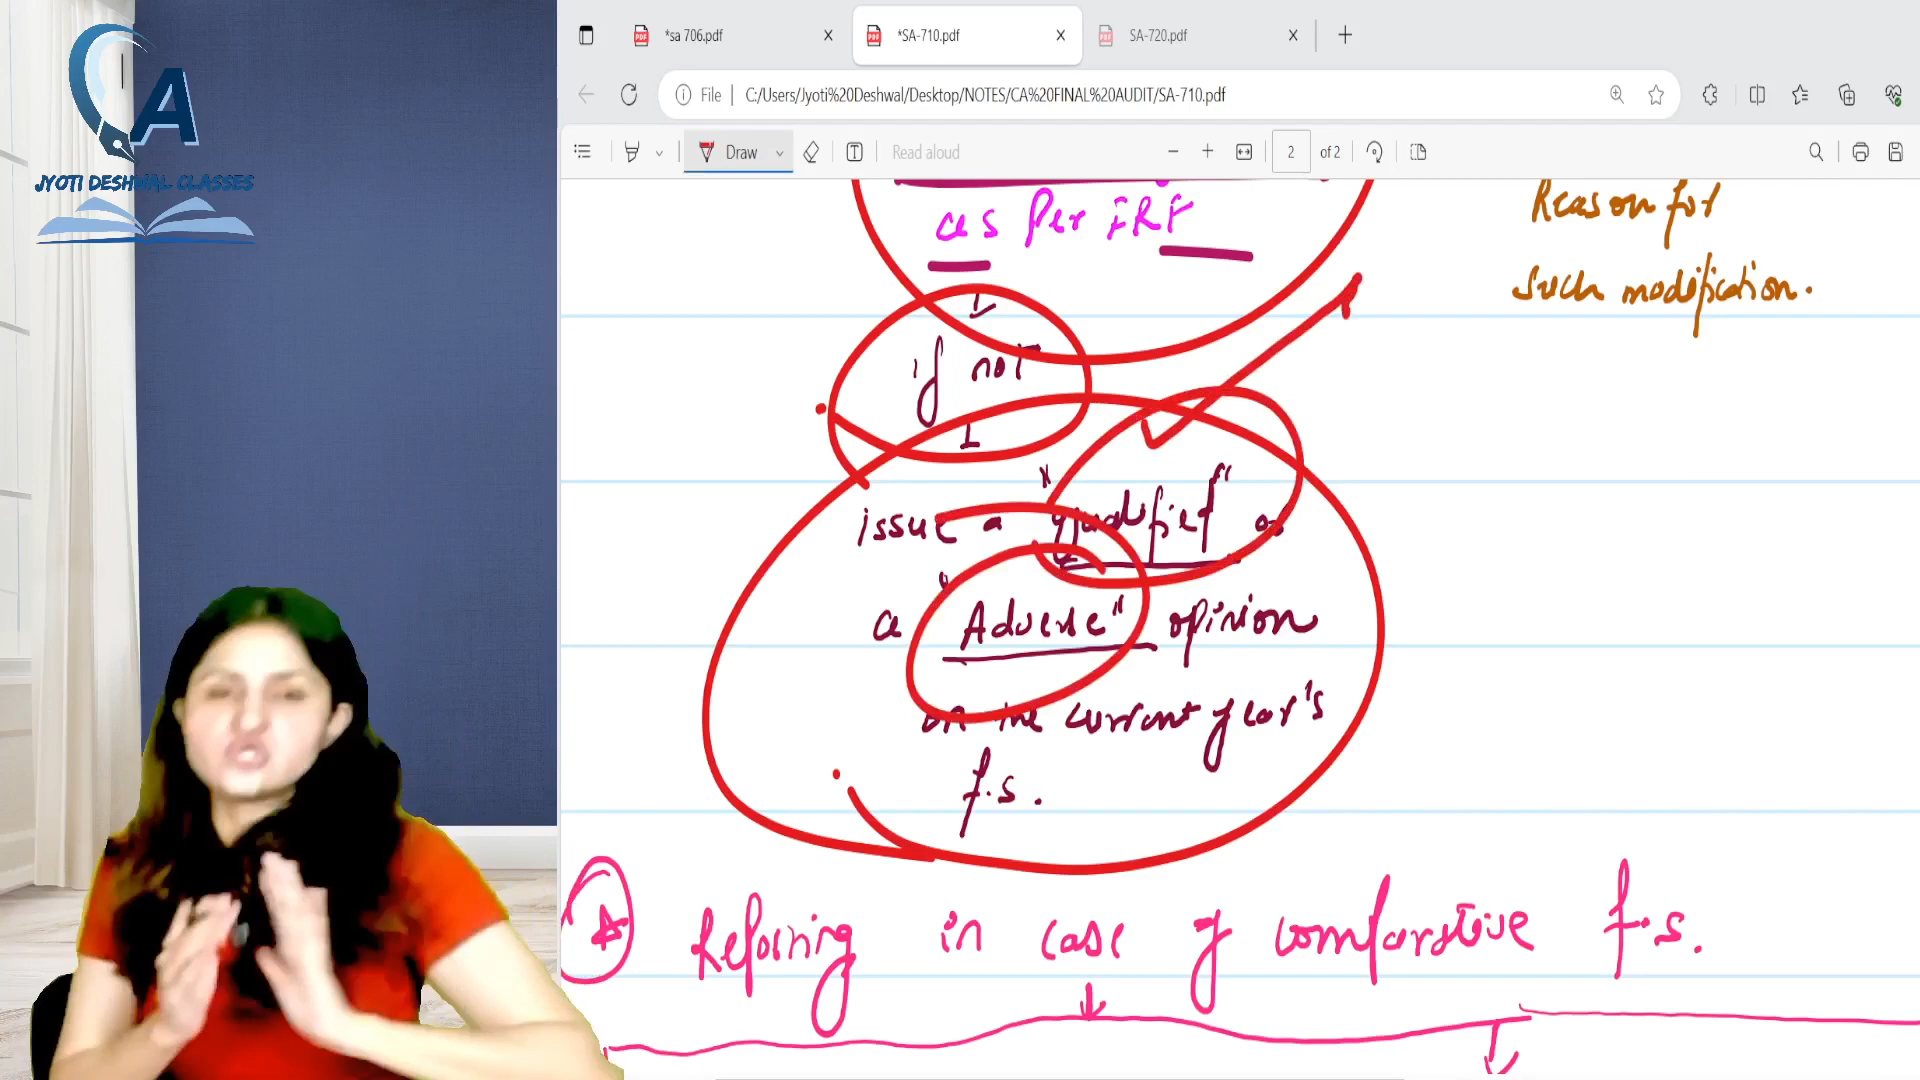 CA
JYOTI DESHWAL CLASSES
*sa 706.pdf
*SA-710.pdf
SA-720.pdf
File
C:/Users/Jyoti%20Deshwal/Desktop/NOTES/CA%20FINAL%20AUDIT/SA-710.pdf
Draw
Read aloud
2 of 2
as Per FRF
Reason for
Such modification.
if not
issue a "Qualified" or
a "Adverse" opinion
on the current year's
f.s.
Reporting in case of comparative f.s.